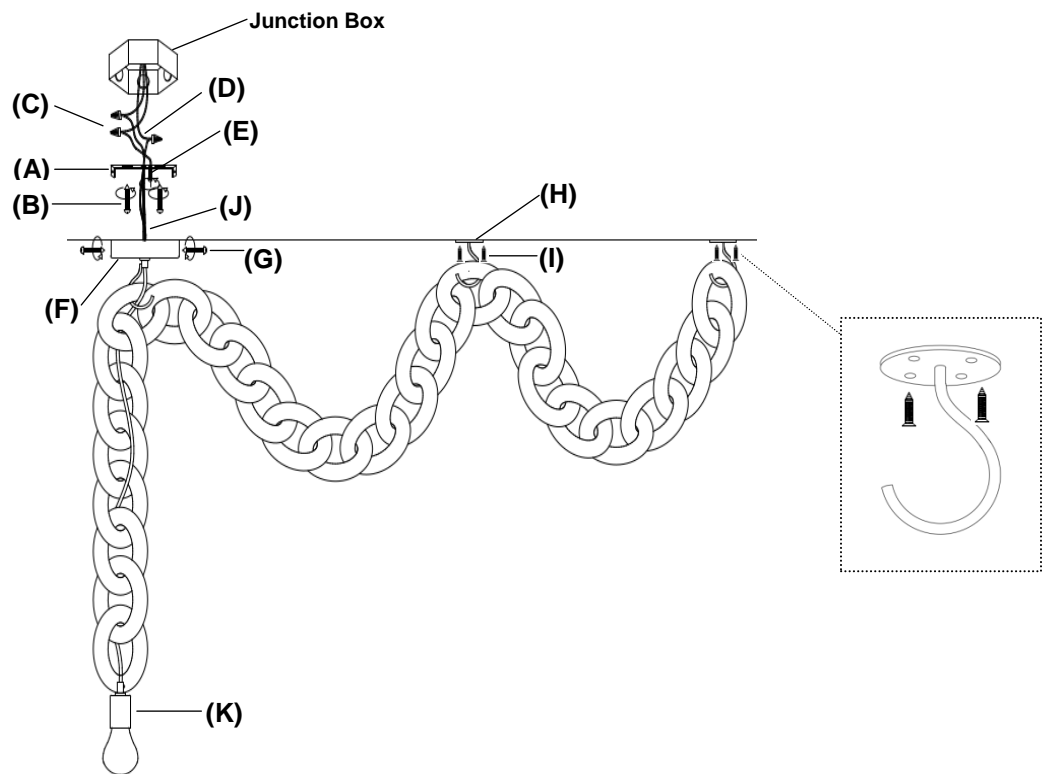 Junction Box
(D)
(C)
(E)
(A)
(B)
(J)
(H)
(G)
(I)
(F)
(K)